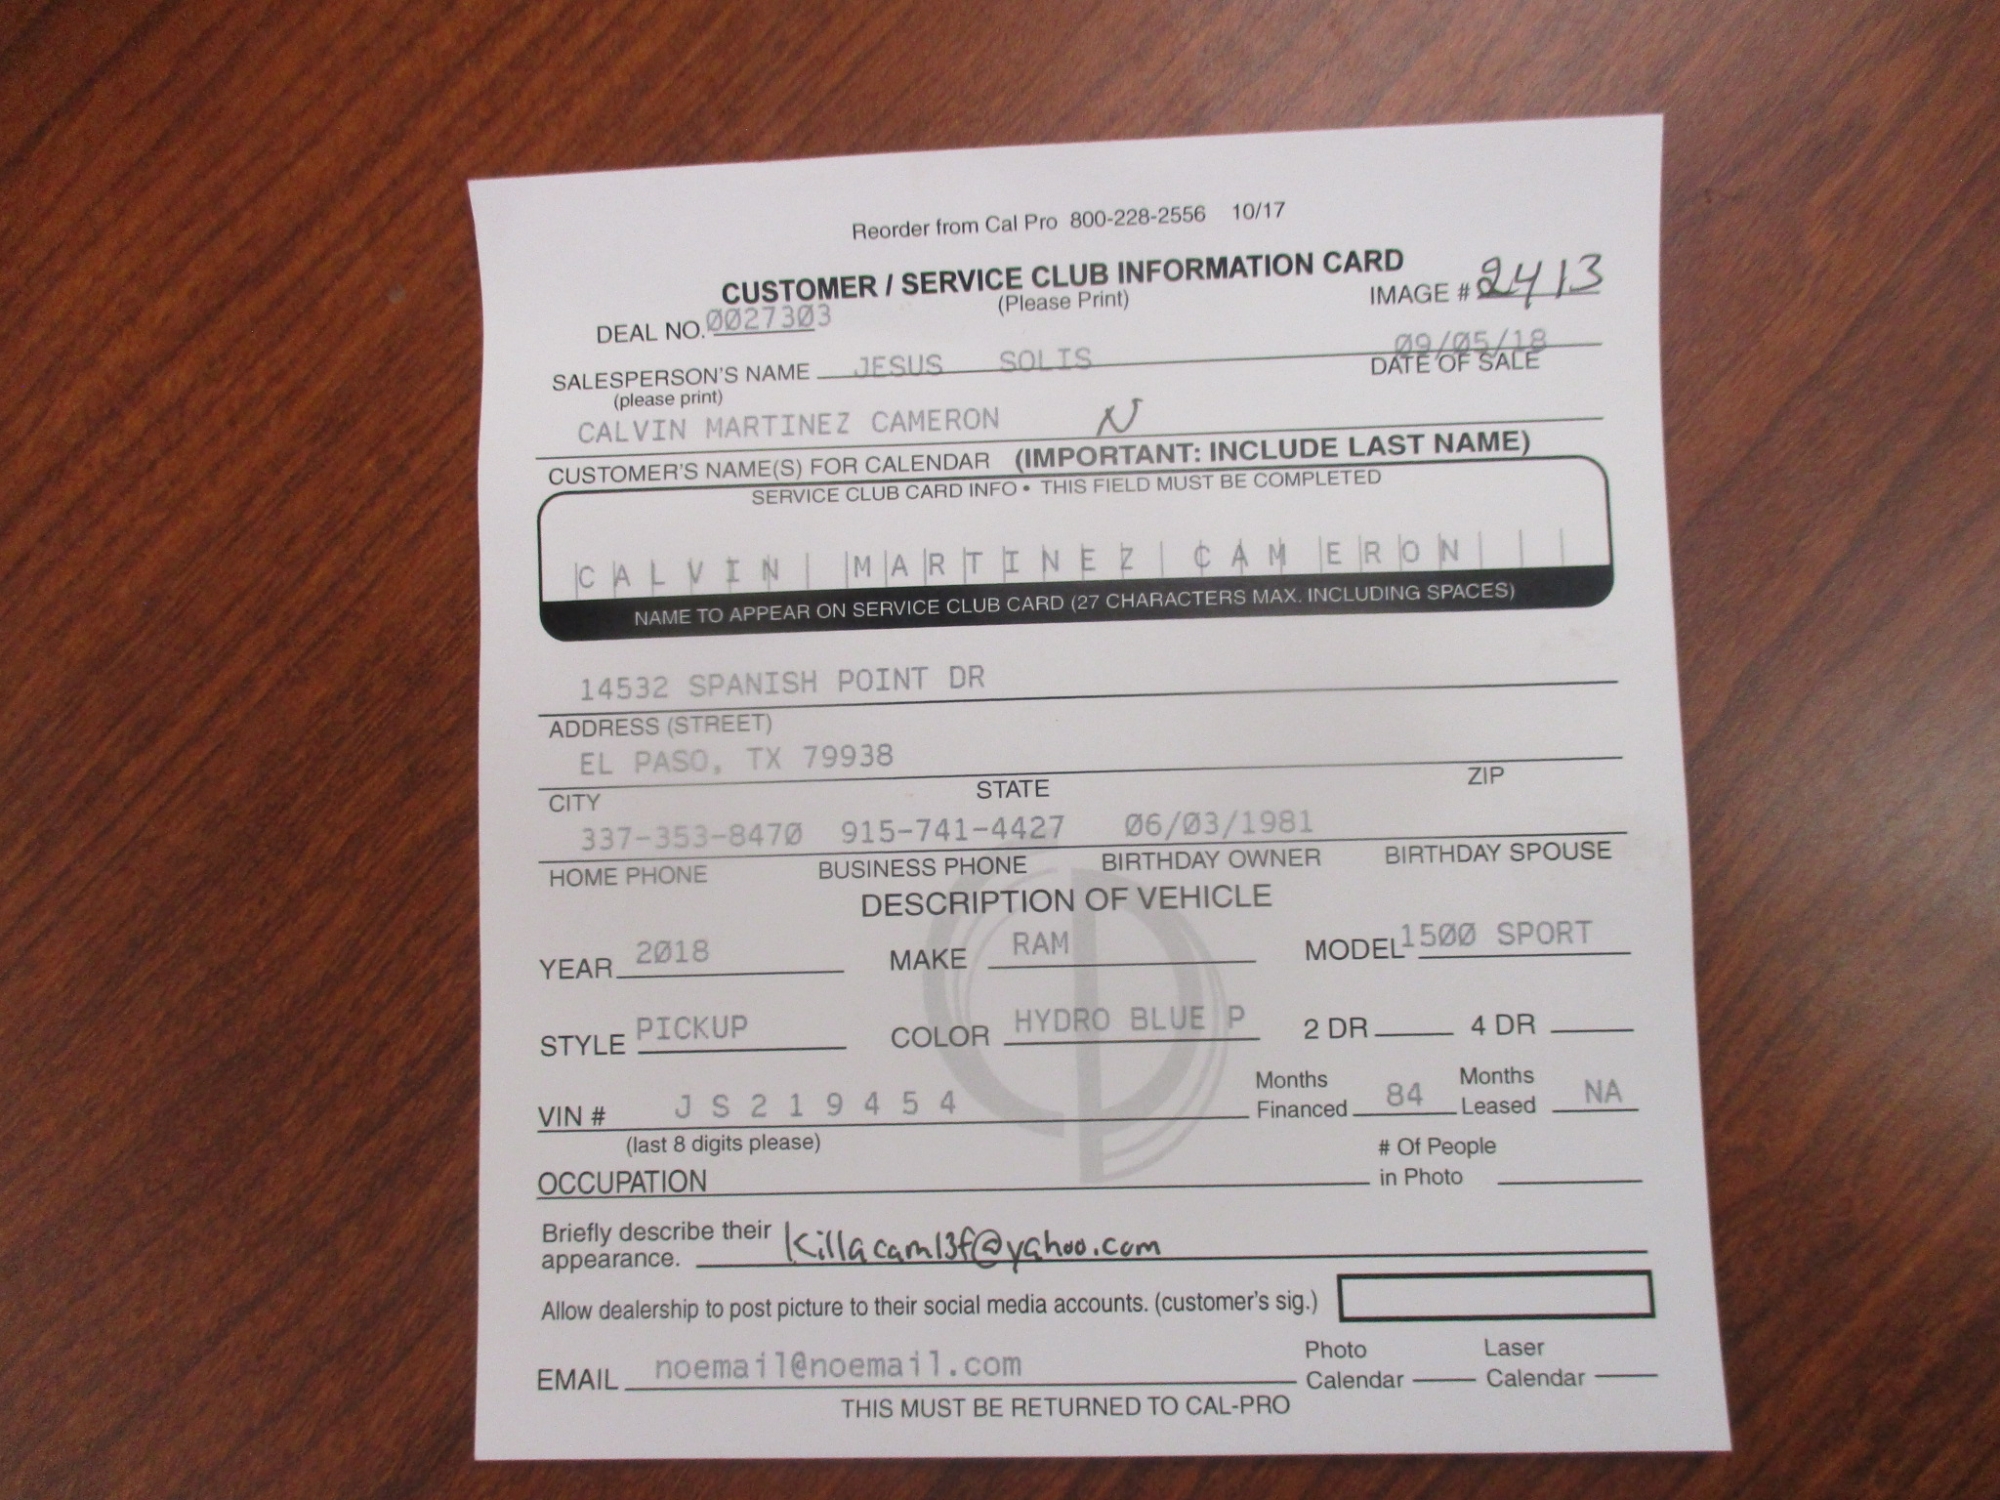 Reorder from Cal Pro 800-228-2556 10/17
CUSTOMER / SERVICE CLUB INFORMATION CARD
(Please Print)
IMAGE # 2413
DEAL NO. 0027303
09/05/18
SALESPERSON'S NAME JESUS SOLIS DATE OF SALE
(please print)
CALVIN MARTINEZ CAMERON N
CUSTOMER'S NAME(S) FOR CALENDAR (IMPORTANT: INCLUDE LAST NAME)
SERVICE CLUB CARD INFO • THIS FIELD MUST BE COMPLETED
CALVIN MARTINEZ CAMERON
NAME TO APPEAR ON SERVICE CLUB CARD (27 CHARACTERS MAX. INCLUDING SPACES)
14532 SPANISH POINT DR
ADDRESS (STREET)
EL PASO, TX 79938
CITY STATE ZIP
337-353-8470 915-741-4427 06/03/1981
HOME PHONE BUSINESS PHONE BIRTHDAY OWNER BIRTHDAY SPOUSE
DESCRIPTION OF VEHICLE
YEAR 2018 MAKE RAM MODEL 1500 SPORT
STYLE PICKUP COLOR HYDRO BLUE P 2 DR 4 DR
VIN # J S 2 1 9 4 5 4 Months Financed 84 Months Leased NA
(last 8 digits please)
OCCUPATION # Of People in Photo
Briefly describe their appearance. killacam13f@yahoo.com
Allow dealership to post picture to their social media accounts. (customer's sig.)
EMAIL noemail@noemail.com Photo Calendar Laser Calendar
THIS MUST BE RETURNED TO CAL-PRO